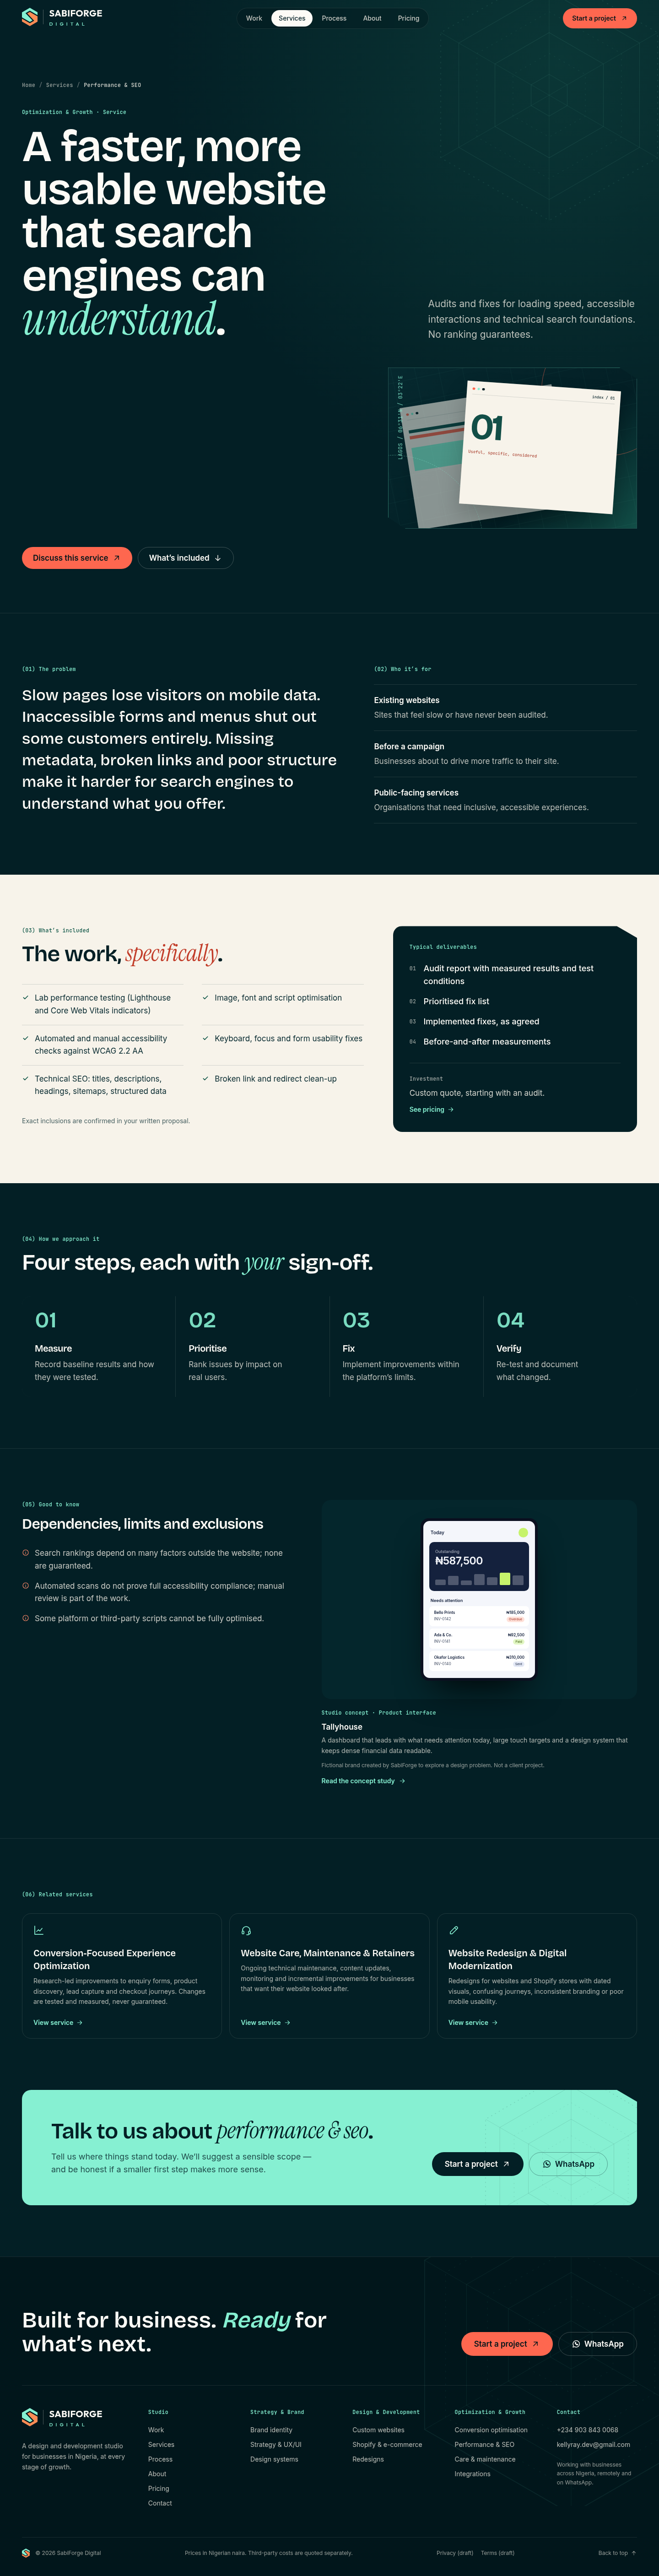 SABIFORGE
DIGITAL
Work
Services
Process
About
Pricing
Start a project
Home / Services / Performance & SEO
Optimization & Growth · Service
A faster, more
usable website
that search
engines can
understand.
Audits and fixes for loading speed, accessible
interactions and technical search foundations.
No ranking guarantees.
index / 01
01
Useful, specific, considered
Discuss this service
What's included
(01) The problem
Slow pages lose visitors on mobile data.
Inaccessible forms and menus shut out
some customers entirely. Missing
metadata, broken links and poor structure
make it harder for search engines to
understand what you offer.
(02) Who it's for
Existing websites
Sites that feel slow or have never been audited.
Before a campaign
Businesses about to drive more traffic to their site.
Public-facing services
Organisations that need inclusive, accessible experiences.
(03) What's included
The work, specifically.
Lab performance testing (Lighthouse
and Core Web Vitals indicators)
Image, font and script optimisation
Automated and manual accessibility
checks against WCAG 2.2 AA
Keyboard, focus and form usability fixes
Technical SEO: titles, descriptions,
headings, sitemaps, structured data
Broken link and redirect clean-up
Exact inclusions are confirmed in your written proposal.
Typical deliverables
01 Audit report with measured results and test
conditions
02 Prioritised fix list
03 Implemented fixes, as agreed
04 Before-and-after measurements
Investment
Custom quote, starting with an audit.
See pricing →
(04) How we approach it
Four steps, each with your sign-off.
01
Measure
Record baseline results and how
they were tested.
02
Prioritise
Rank issues by impact on
real users.
03
Fix
Implement improvements within
the platform's limits.
04
Verify
Re-test and document
what changed.
(05) Good to know
Dependencies, limits and exclusions
Search rankings depend on many factors outside the website; none
are guaranteed.
Automated scans do not prove full accessibility compliance; manual
review is part of the work.
Some platform or third-party scripts cannot be fully optimised.
Today
Outstanding
₦587,500
Needs attention
Bello Prints
INV-0142
₦185,000
Overdue
Ada & Co.
INV-0141
₦92,500
Paid
Okafor Logistics
INV-0140
₦310,000
Sent
Studio concept · Product interface
Tallyhouse
A dashboard that leads with what needs attention today, large touch targets and a design system that
keeps dense financial data readable.
Fictional brand created by SabiForge to explore a design problem. Not a client project.
Read the concept study →
(06) Related services
Conversion-Focused Experience
Optimization
Research-led improvements to enquiry forms, product
discovery, lead capture and checkout journeys. Changes
are tested and measured, never guaranteed.
View service →
Website Care, Maintenance & Retainers
Ongoing technical maintenance, content updates,
monitoring and incremental improvements for businesses
that want their website looked after.
View service →
Website Redesign & Digital
Modernization
Redesigns for websites and Shopify stores with dated
visuals, confusing journeys, inconsistent branding or poor
mobile usability.
View service →
Talk to us about performance & seo.
Tell us where things stand today. We'll suggest a sensible scope —
and be honest if a smaller first step makes more sense.
Start a project
WhatsApp
Built for business. Ready for
what's next.
Start a project
WhatsApp
SABIFORGE
DIGITAL
A design and development studio
for businesses in Nigeria, at every
stage of growth.
Studio
Work
Services
Process
About
Pricing
Contact
Strategy & Brand
Brand identity
Strategy & UX/UI
Design systems
Design & Development
Custom websites
Shopify & e-commerce
Redesigns
Optimization & Growth
Conversion optimisation
Performance & SEO
Care & maintenance
Integrations
Contact
+234 903 843 0068
kellyray.dev@gmail.com
Working with businesses
across Nigeria, remotely and
on WhatsApp.
© 2026 SabiForge Digital
Prices in Nigerian naira. Third-party costs are quoted separately.
Privacy (draft)
Terms (draft)
Back to top ↑